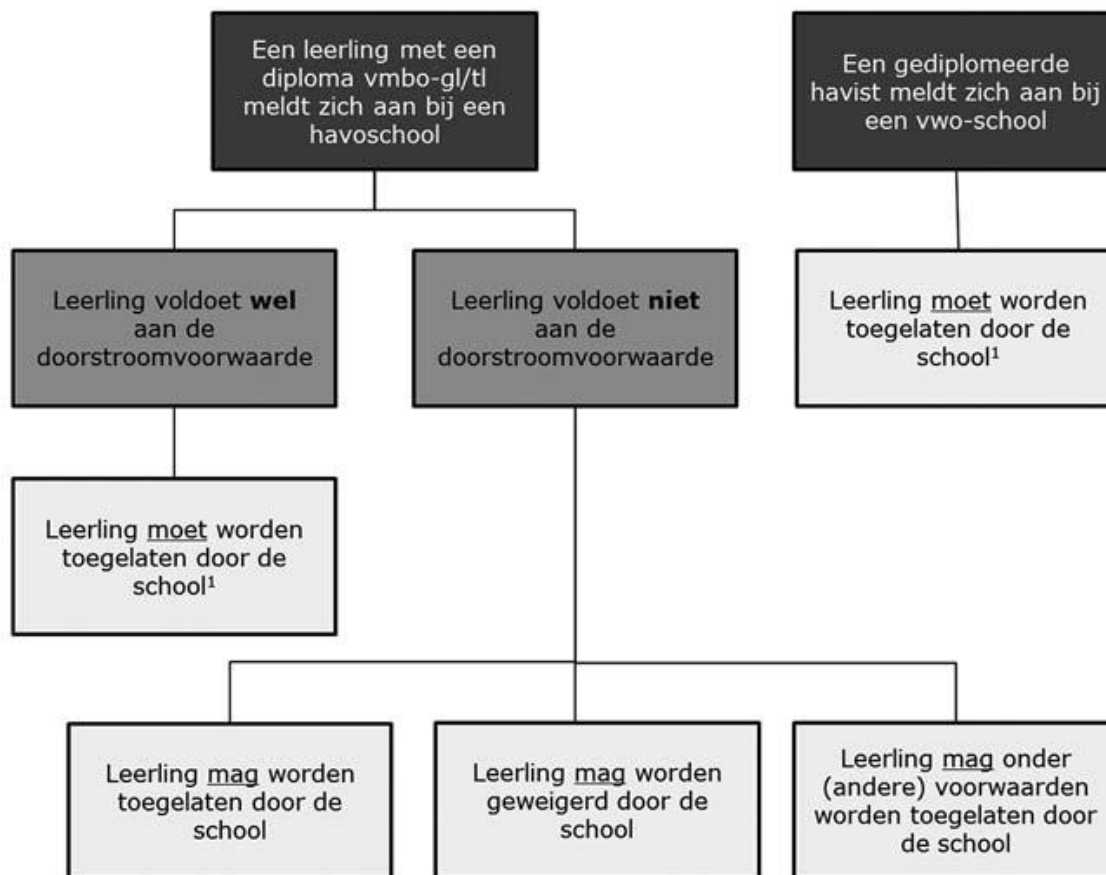 Een leerling met een
diploma vmbo-gl/tl
meldt zich aan bij een
havoschool
Een gediplomeerde
havist meldt zich aan bij
een vwo-school
Leerling voldoet wel
aan de
doorstroomvoorwaarde
Leerling voldoet niet
aan de
doorstroomvoorwaarde
Leerling moet worden
toegelaten door de
school¹
Leerling moet worden
toegelaten door de
school¹
Leerling mag worden
toegelaten door de
school
Leerling mag worden
geweigerd door de
school
Leerling mag onder
(andere) voorwaarden
worden toegelaten door
de school